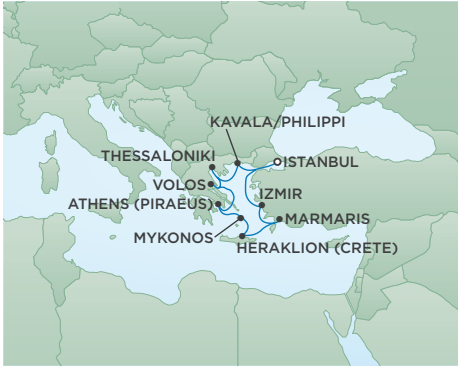 KAVALA/PHILIPPI
THESSALONIKI
ISTANBUL
VOLOS
IZMIR
ATHENS (PIRAEUS)
MARMARIS
MYKONOS
HERAKLION (CRETE)